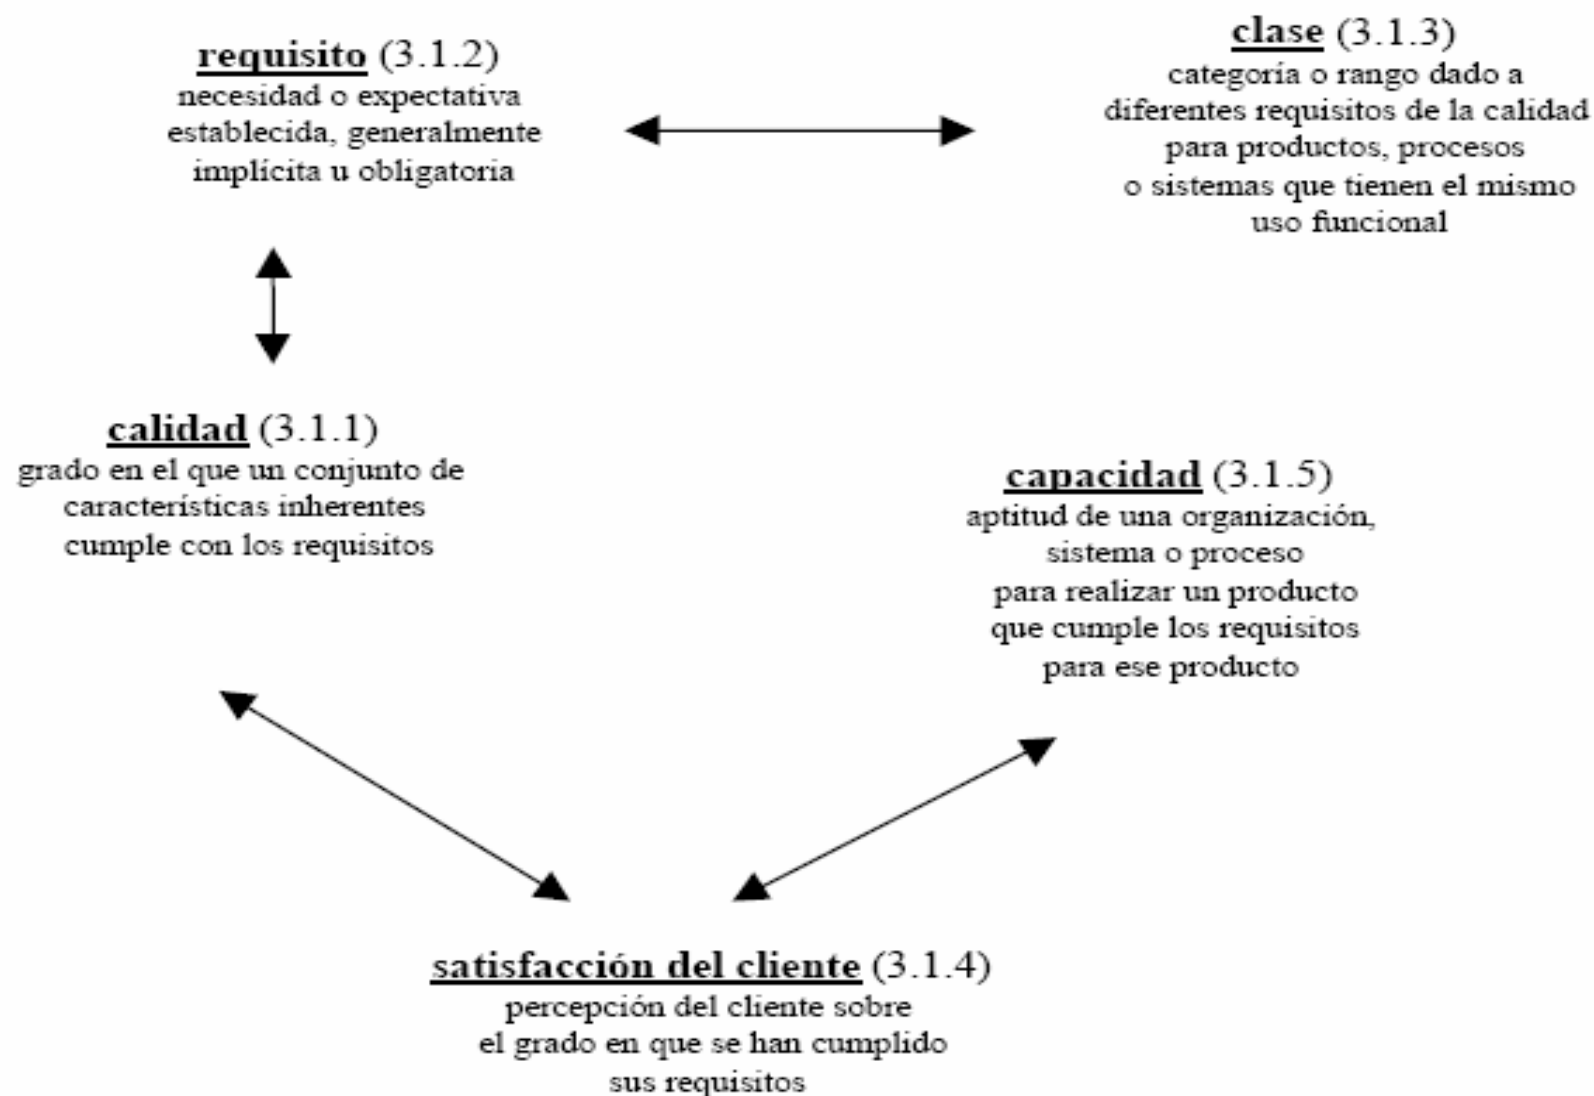 requisito (3.1.2)
necesidad o expectativa
establecida, generalmente
implícita u obligatoria
clase (3.1.3)
categoría o rango dado a
diferentes requisitos de la calidad
para productos, procesos
o sistemas que tienen el mismo
uso funcional
calidad (3.1.1)
grado en el que un conjunto de
características inherentes
cumple con los requisitos
capacidad (3.1.5)
aptitud de una organización,
sistema o proceso
para realizar un producto
que cumple los requisitos
para ese producto
satisfacción del cliente (3.1.4)
percepción del cliente sobre
el grado en que se han cumplido
sus requisitos